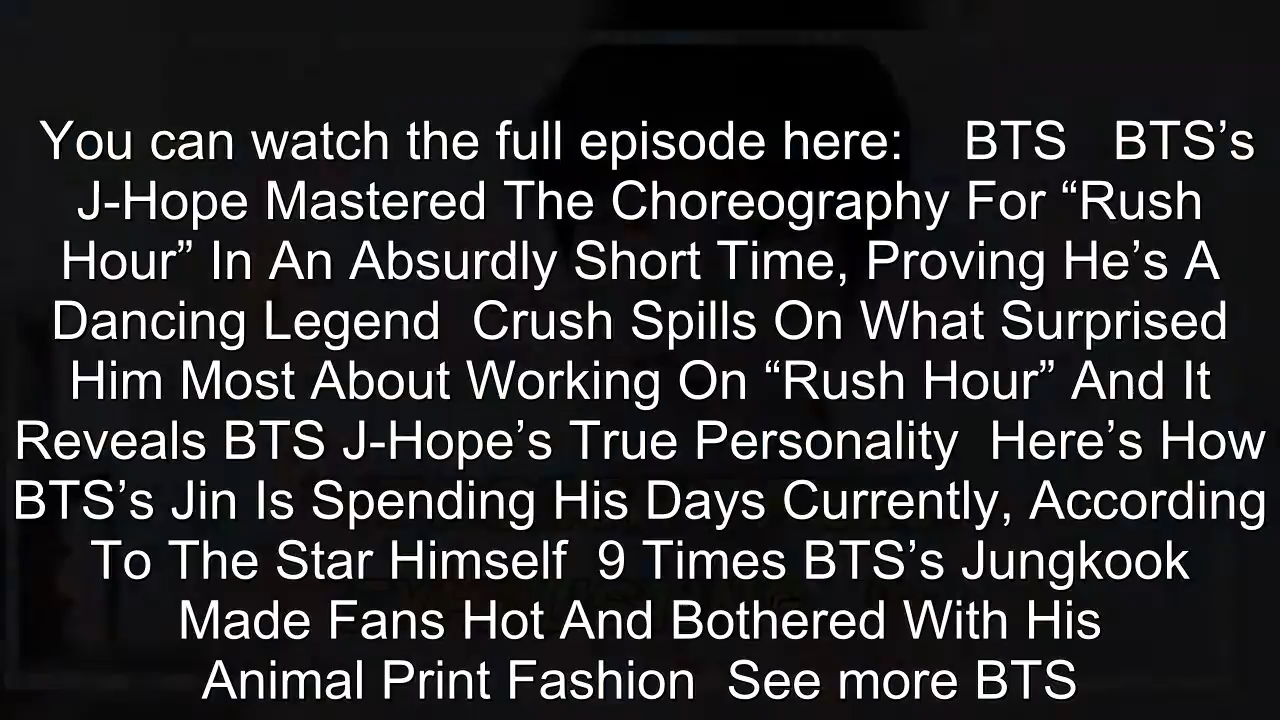 You can watch the full episode here: BTS BTS’s
J-Hope Mastered The Choreography For “Rush
Hour” In An Absurdly Short Time, Proving He’s A
Dancing Legend Crush Spills On What Surprised
Him Most About Working On “Rush Hour” And It
Reveals BTS J-Hope’s True Personality Here’s How
BTS’s Jin Is Spending His Days Currently, According
To The Star Himself 9 Times BTS’s Jungkook
Made Fans Hot And Bothered With His
Animal Print Fashion See more BTS